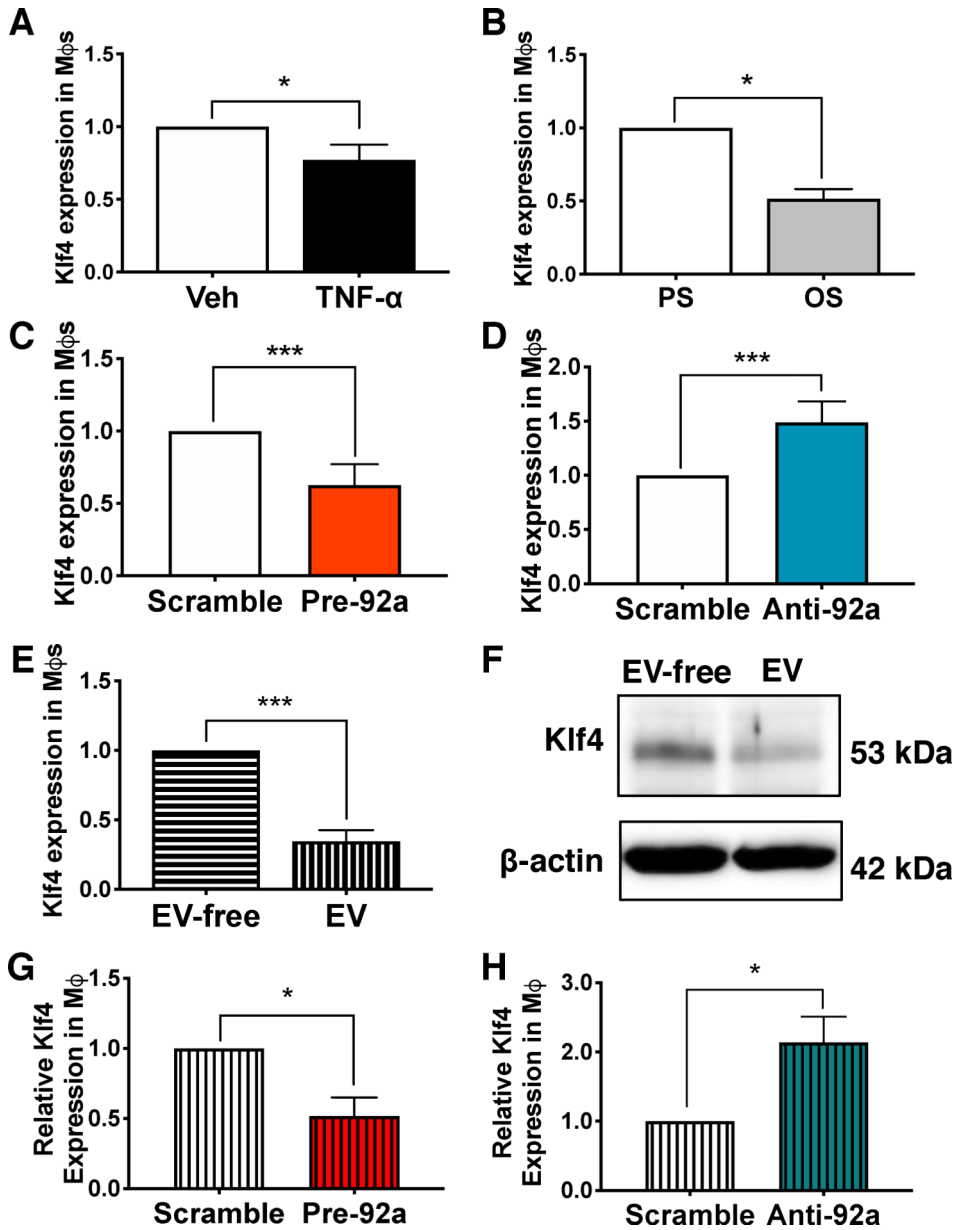 A
Klf4 expression in Mϕs
1.5
1.0
0.5
0.0
*
Veh
TNF-α
B
Klf4 expression in Mϕs
1.5
1.0
0.5
0.0
*
PS
OS
C
Klf4 expression in Mϕs
1.5
1.0
0.5
0.0
***
Scramble
Pre-92a
D
Klf4 expression in Mϕs
2.0
1.5
1.0
0.5
0.0
***
Scramble
Anti-92a
E
Klf4 expression in Mϕs
1.5
1.0
0.5
0.0
***
EV-free
EV
F
EV-free EV
Klf4
53 kDa
β-actin
42 kDa
G
Relative Klf4
Expression in Mϕ
1.5
1.0
0.5
0.0
*
Scramble
Pre-92a
H
Relative Klf4
Expression in Mϕ
3.0
2.0
1.0
0.0
*
Scramble
Anti-92a